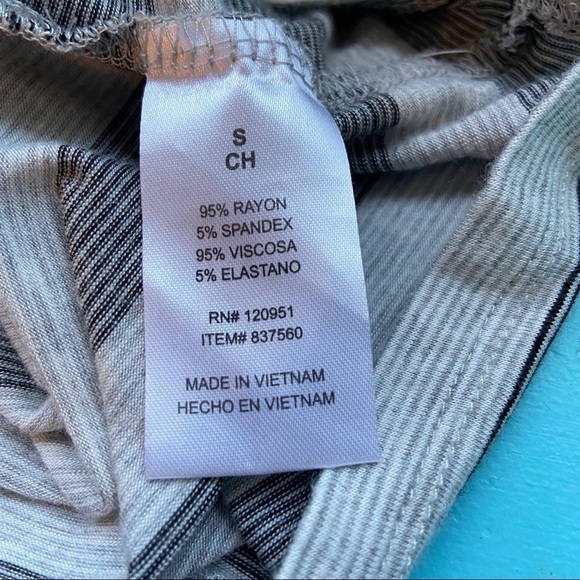 S
CH
95% RAYON
5% SPANDEX
95% VISCOSA
5% ELASTANO
RN# 120951
ITEM# 837560
MADE IN VIETNAM
HECHO EN VIETNAM